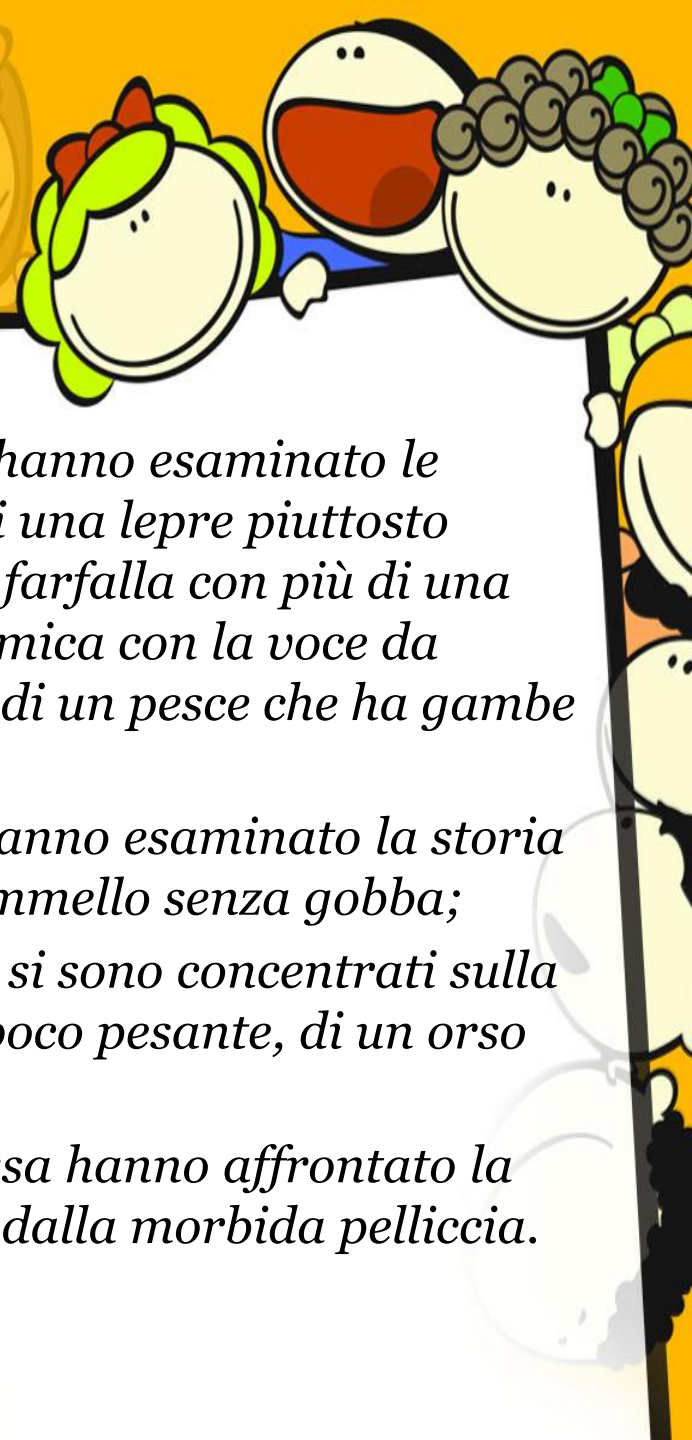 hanno esaminato le
i una lepre piuttosto
farfalla con più di una
mica con la voce da
di un pesce che ha gambe
anno esaminato la storia
mmello senza gobba;
si sono concentrati sulla
poco pesante, di un orso
sa hanno affrontato la
dalla morbida pelliccia.